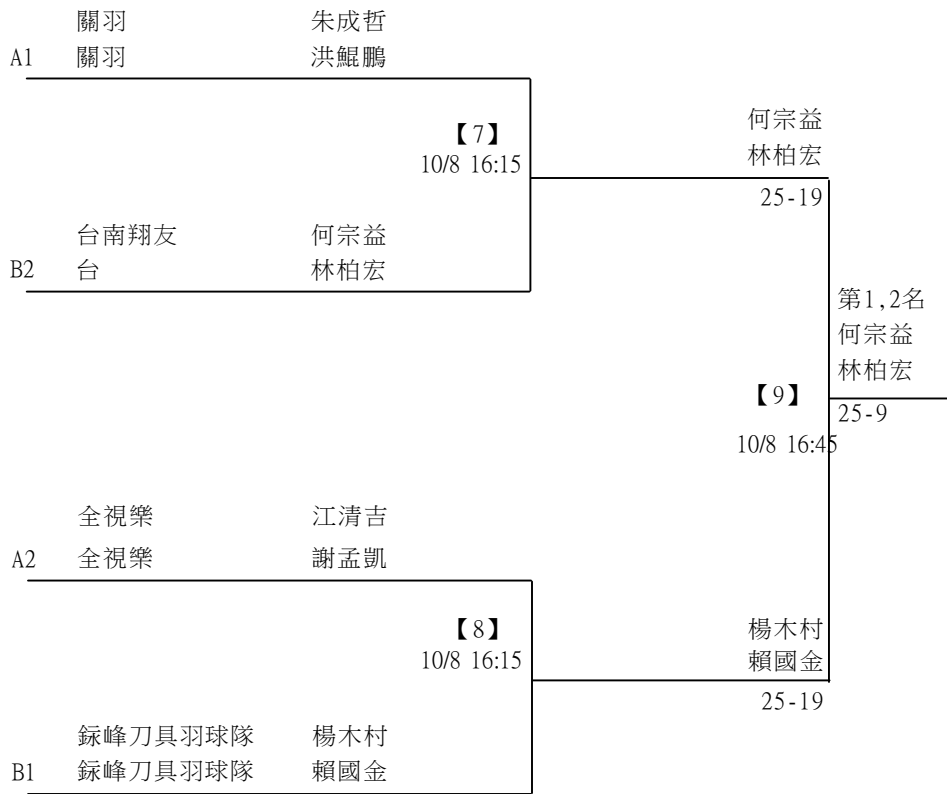 關羽 朱成哲
A1 關羽 洪鯤鵬
【7】
10/8 16:15
何宗益
林柏宏
25-19
台南翔友 何宗益
B2 台 林柏宏
第1,2名
何宗益
林柏宏
【9】
25-9
10/8 16:45
全視樂 江清吉
A2 全視樂 謝孟凱
【8】
10/8 16:15
楊木村
賴國金
25-19
鎵峰刀具羽球隊 楊木村
B1 鎵峰刀具羽球隊 賴國金